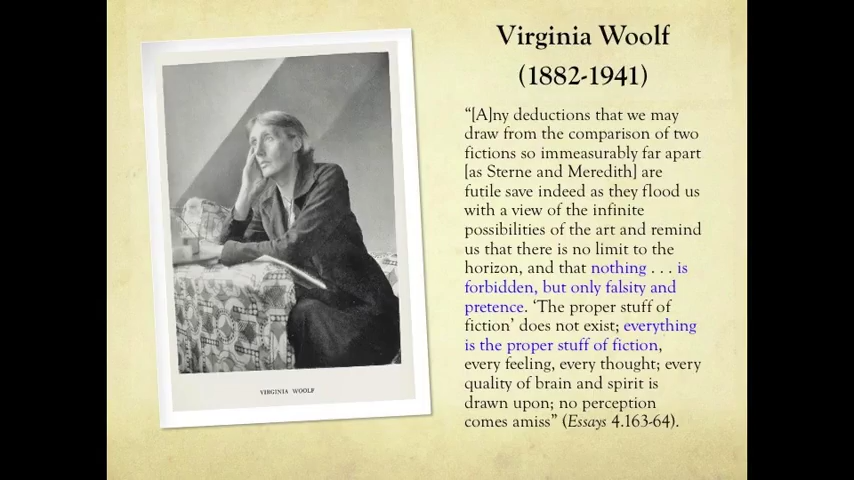 Virginia Woolf
(1882-1941)
“[A]ny deductions that we may
draw from the comparison of two
fictions so immeasurably far apart
[as Sterne and Meredith] are
futile save indeed as they flood us
with a view of the infinite
possibilities of the art and remind
us that there is no limit to the
horizon, and that nothing . . . is
forbidden, but only falsity and
pretence. ‘The proper stuff of
fiction’ does not exist; everything
is the proper stuff of fiction,
every feeling, every thought; every
quality of brain and spirit is
drawn upon; no perception
comes amiss” (Essays 4.163-64).
VIRGINIA WOOLF